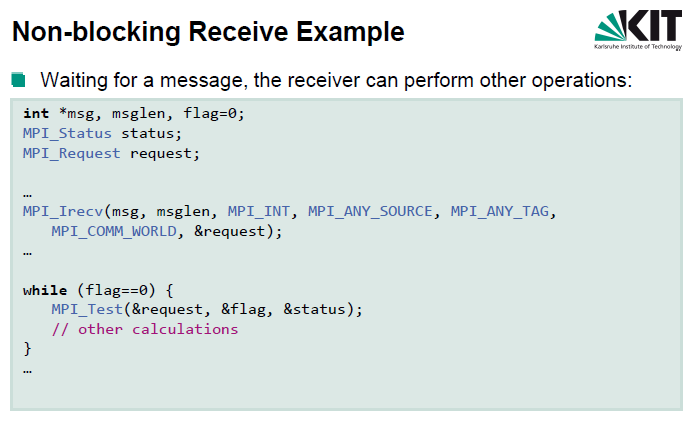 Non-blocking Receive Example
KIT
Karlsruhe Institute of Technology
Waiting for a message, the receiver can perform other operations:
int *msg, msglen, flag=0;
MPI_Status status;
MPI_Request request;
…
MPI_Irecv(msg, msglen, MPI_INT, MPI_ANY_SOURCE, MPI_ANY_TAG,
MPI_COMM_WORLD, &request);
…
while (flag==0) {
MPI_Test(&request, &flag, &status);
// other calculations
}
…